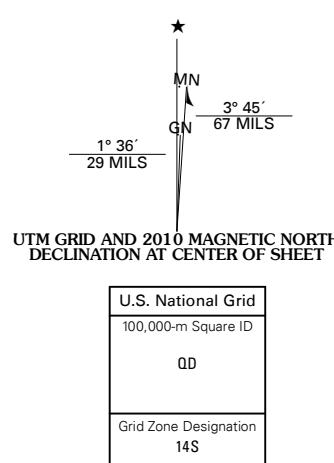 ★
MN
3° 45´
67 MILS
GN
1° 36´
29 MILS
UTM GRID AND 2010 MAGNETIC NORTH
DECLINATION AT CENTER OF SHEET
U.S. National Grid
100,000-m Square ID
QD
Grid Zone Designation
14S